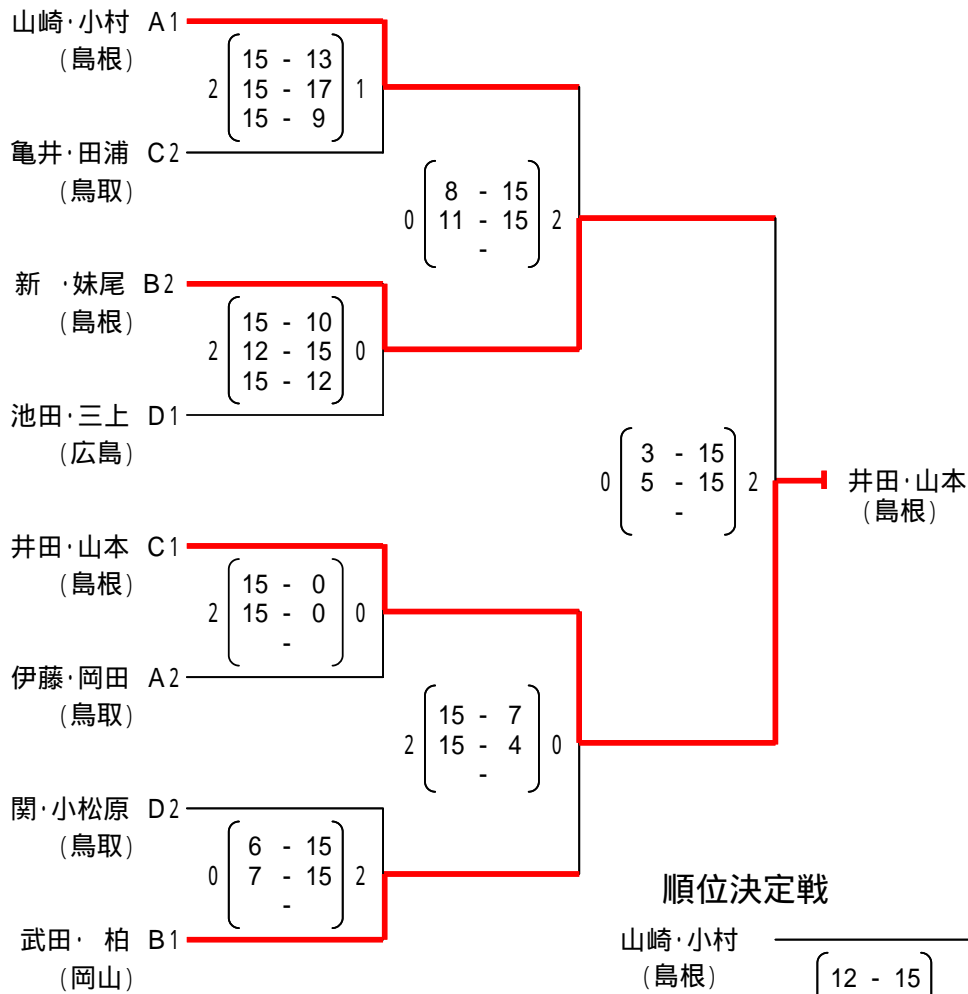 山崎・小村 A1
(島根)
2 15 - 13 1
15 - 17
15 - 9
亀井・田浦 C2
(鳥取)
0 8 - 15 2
11 - 15
-
新 ・妹尾 B2
(島根)
2 15 - 10 0
12 - 15
15 - 12
池田・三上 D1
(広島)
0 3 - 15 2
5 - 15
-
井田・山本
(島根)
井田・山本 C1
(島根)
2 15 - 0 0
15 - 0
-
伊藤・岡田 A2
(鳥取)
2 15 - 7 0
15 - 4
-
関・小松原 D2
(鳥取)
0 6 - 15 2
7 - 15
-
武田・ 柏 B1
(岡山)
順位決定戦
山崎・小村
(島根)
12 - 15